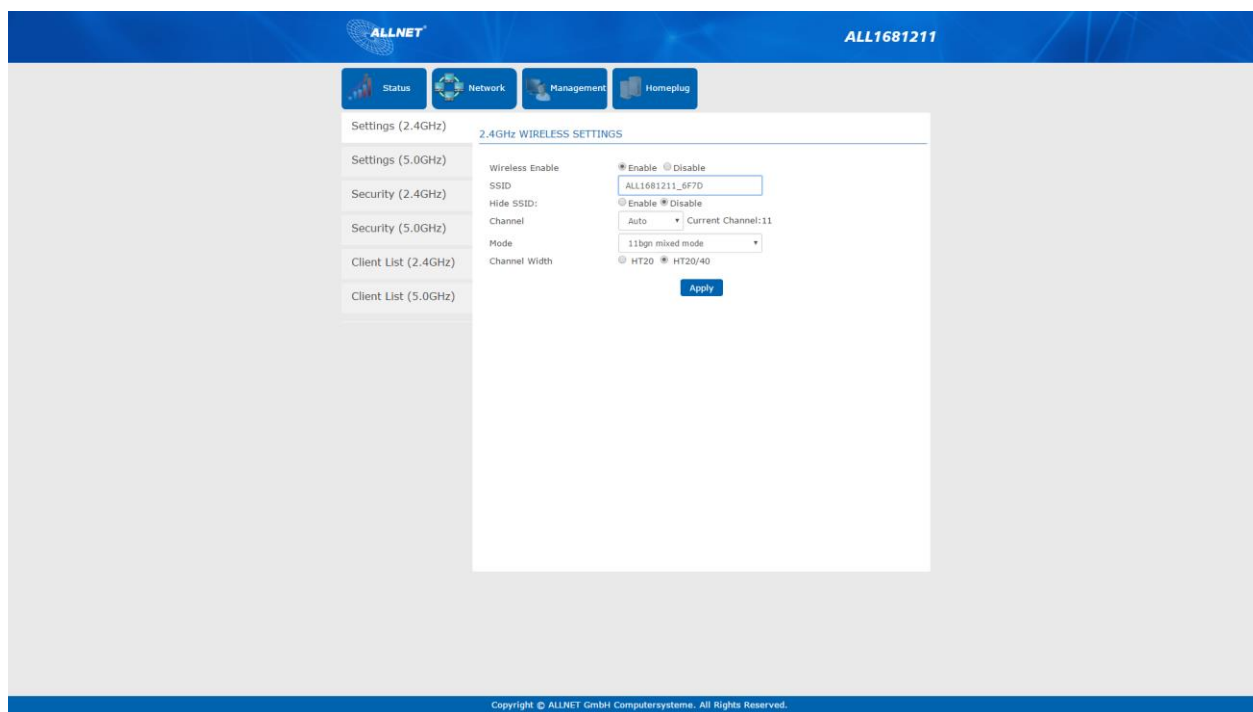 ALLNET®
ALL1681211
Status
Network
Management
Homeplug
Settings (2.4GHz)
Settings (5.0GHz)
Security (2.4GHz)
Security (5.0GHz)
Client List (2.4GHz)
Client List (5.0GHz)
2.4GHz WIRELESS SETTINGS
Wireless Enable Enable Disable
SSID ALL1681211_6F7D
Hide SSID: Enable Disable
Channel Auto Current Channel:11
Mode 11bgn mixed mode
Channel Width HT20 HT20/40
Apply
Copyright © ALLNET GmbH Computersysteme. All Rights Reserved.